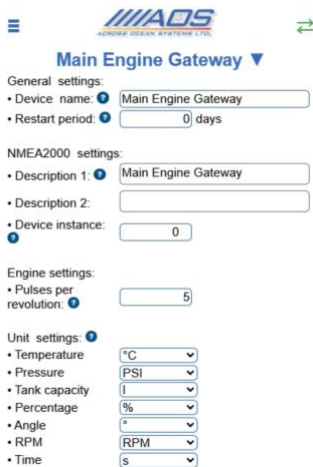 AOS
ACROSS OCEAN SYSTEMS LTD.
Main Engine Gateway ▼
General settings:
• Device name: ? Main Engine Gateway
• Restart period: ? 0 days
NMEA2000 settings:
• Description 1: ? Main Engine Gateway
• Description 2:
• Device instance:
? 0
Engine settings:
• Pulses per
revolution: ? 5
Unit settings: ?
• Temperature °C
• Pressure PSI
• Tank capacity l
• Percentage %
• Angle °
• RPM RPM
• Time s